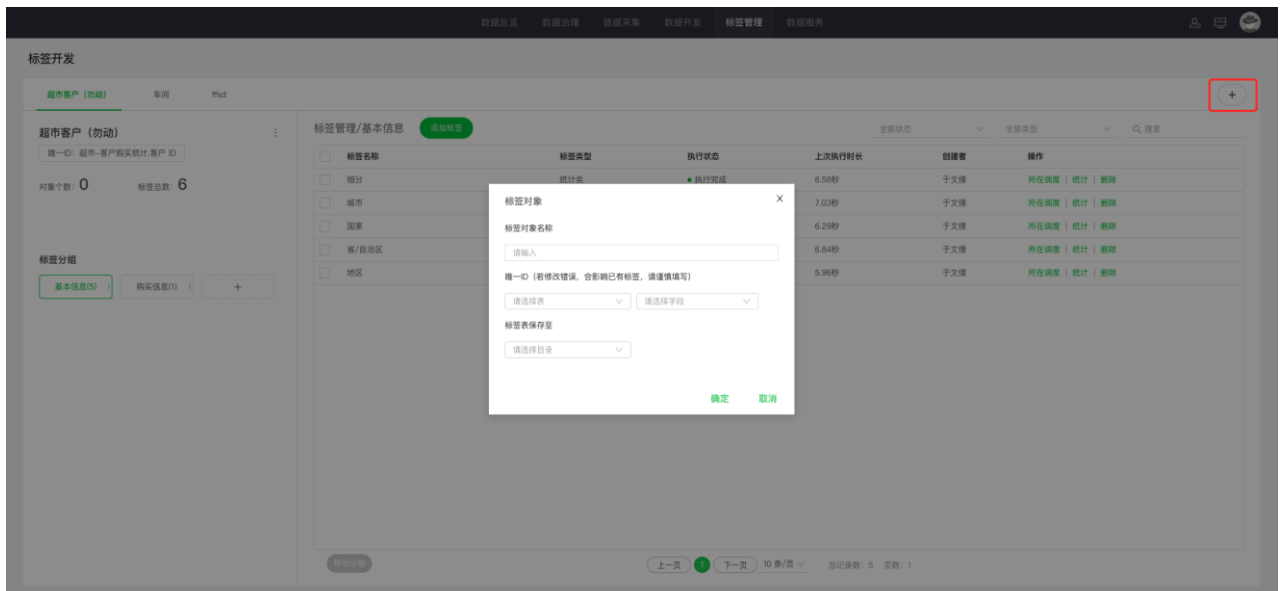 数据总览 数据治理 数据采集 数据开发 标签管理 数据服务
标签开发
超市客户（勿动） 车间 ffsd
超市客户（勿动）
唯一ID: 超市-客户购买统计.客户 ID
对象个数: 0 标签总数: 6
标签分组
基本信息(5) 购买信息(1) +
标签管理/基本信息 添加标签 全部状态 全部类型 搜索
标签名称 标签类型 执行状态 上次执行时长 创建者 操作
细分 统计类 执行完成 6.58秒 于文倩 所在调度 | 统计 | 删除
城市 7.03秒 于文倩 所在调度 | 统计 | 删除
国家 6.29秒 于文倩 所在调度 | 统计 | 删除
省/自治区 6.84秒 于文倩 所在调度 | 统计 | 删除
地区 5.96秒 于文倩 所在调度 | 统计 | 删除
标签对象 X
标签对象名称
请输入
唯一ID（若修改错误，会影响已有标签，请谨慎填写）
请选择表 请选择字段
标签表保存至
请选择目录
确定 取消
移动分组 上一页 1 下一页 10 条/页 总记录数: 5 页数: 1